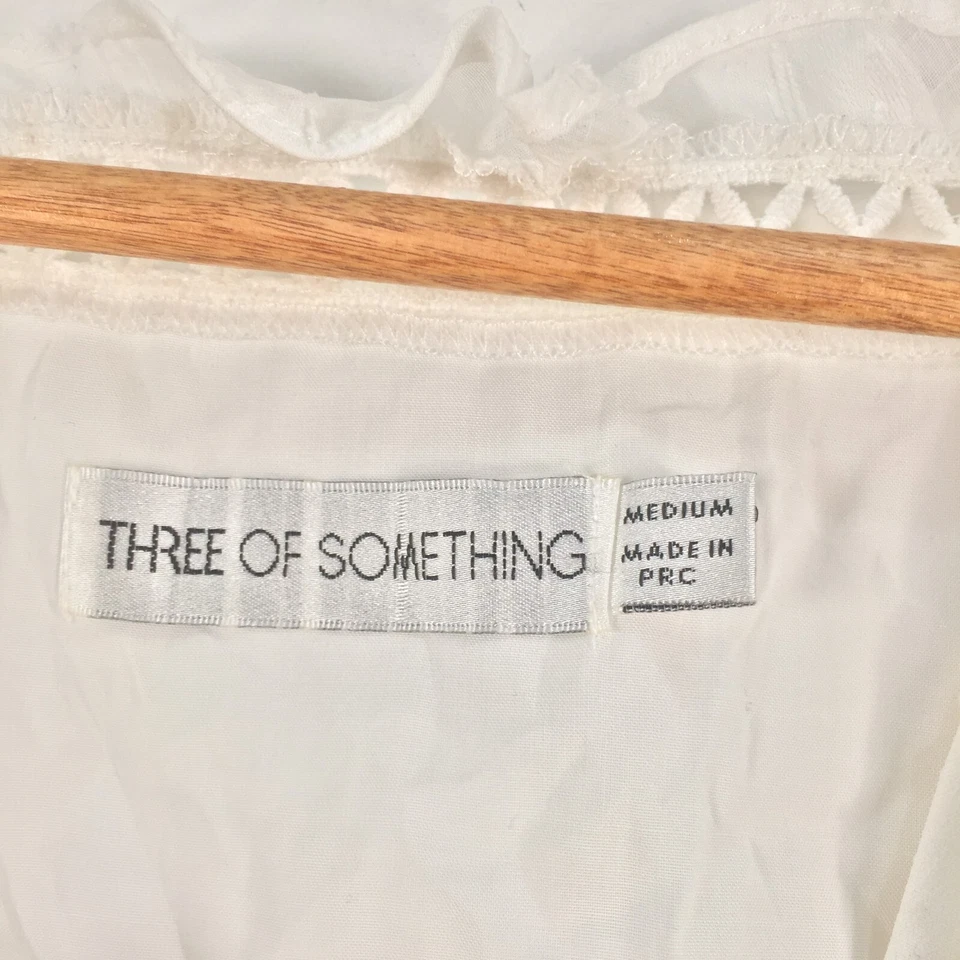 THREE OF SOMETHING
MEDIUM
MADE IN
PRC